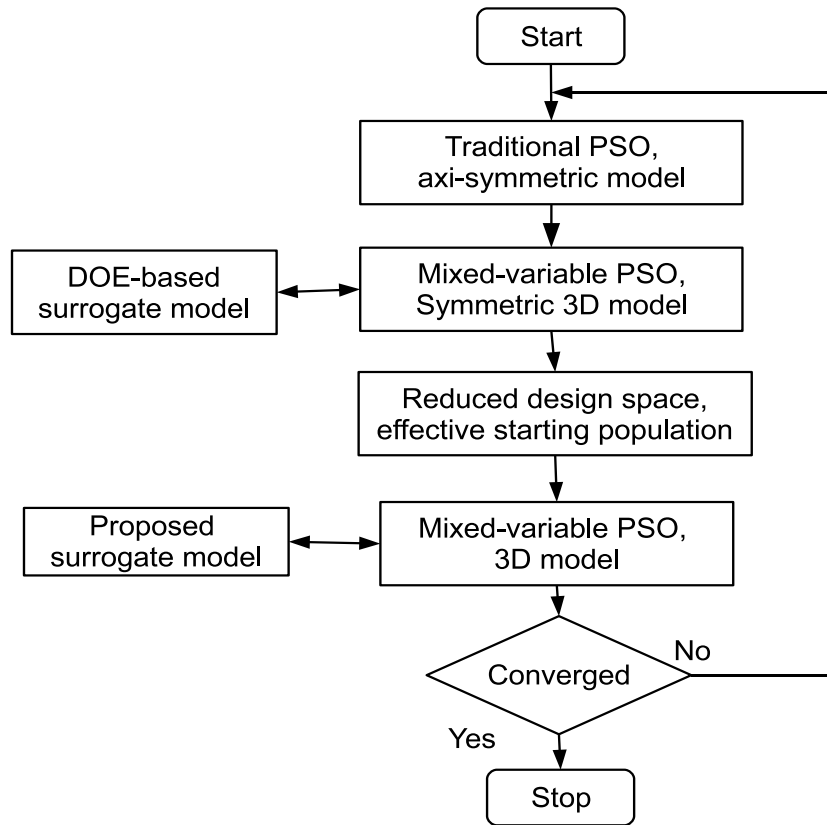 Start
Traditional PSO,
axi-symmetric model
DOE-based
surrogate model
Mixed-variable PSO,
Symmetric 3D model
Reduced design space,
effective starting population
Proposed
surrogate model
Mixed-variable PSO,
3D model
Converged
No
Yes
Stop